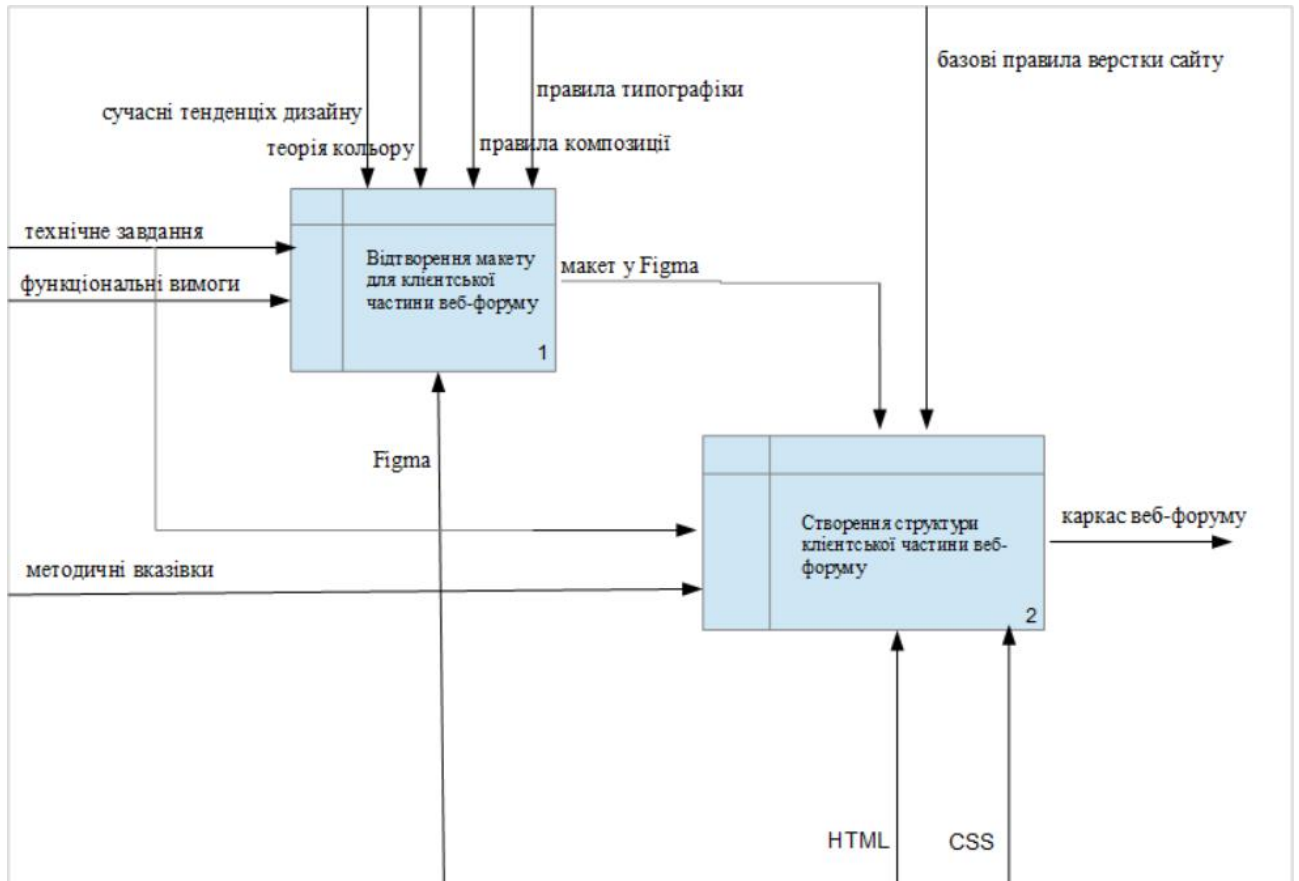 базові правила верстки сайту
правила типографіки
сучасні тенденціх дизайну
теорія кольору
правила композиції
технічне завдання
функціональні вимоги
Відтворення макету
для клієнтської
частини веб-форуму
1
макет у Figma
Figma
методичні вказівки
Створення структури
клієнтської частини веб-
форуму
2
каркас веб-форуму
HTML
CSS